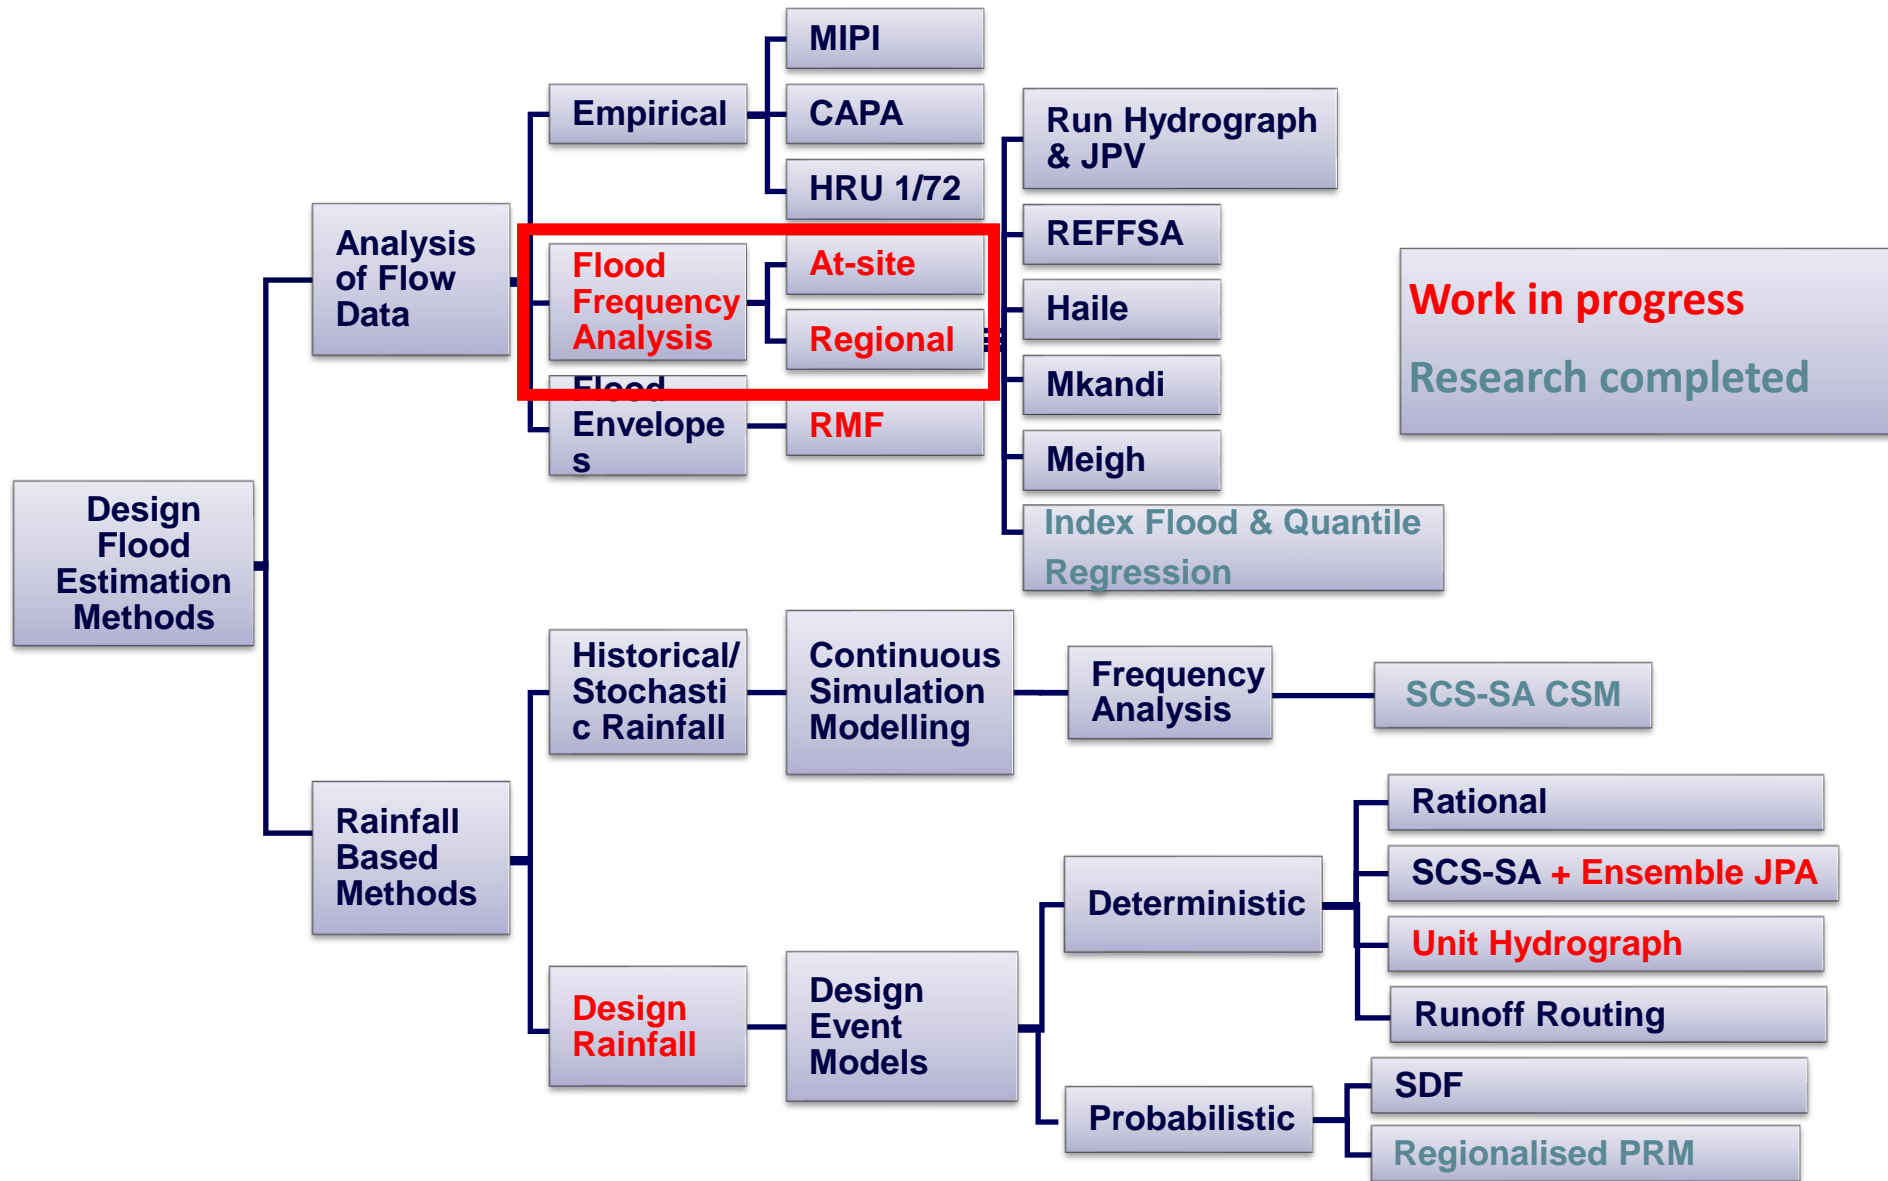 MIPI
Empirical
CAPA
HRU 1/72
Run Hydrograph
& JPV
REFFSA
Haile
Mkandi
Meigh
Index Flood & Quantile
Regression
Analysis
of Flow
Data
Flood
Frequency
Analysis
At-site
Regional
Flood
Envelope
s
RMF
Work in progress
Research completed
Design
Flood
Estimation
Methods
Historical/
Stochasti
c Rainfall
Continuous
Simulation
Modelling
Frequency
Analysis
SCS-SA CSM
Rainfall
Based
Methods
Design
Rainfall
Design
Event
Models
Deterministic
Rational
SCS-SA + Ensemble JPA
Unit Hydrograph
Runoff Routing
Probabilistic
SDF
Regionalised PRM